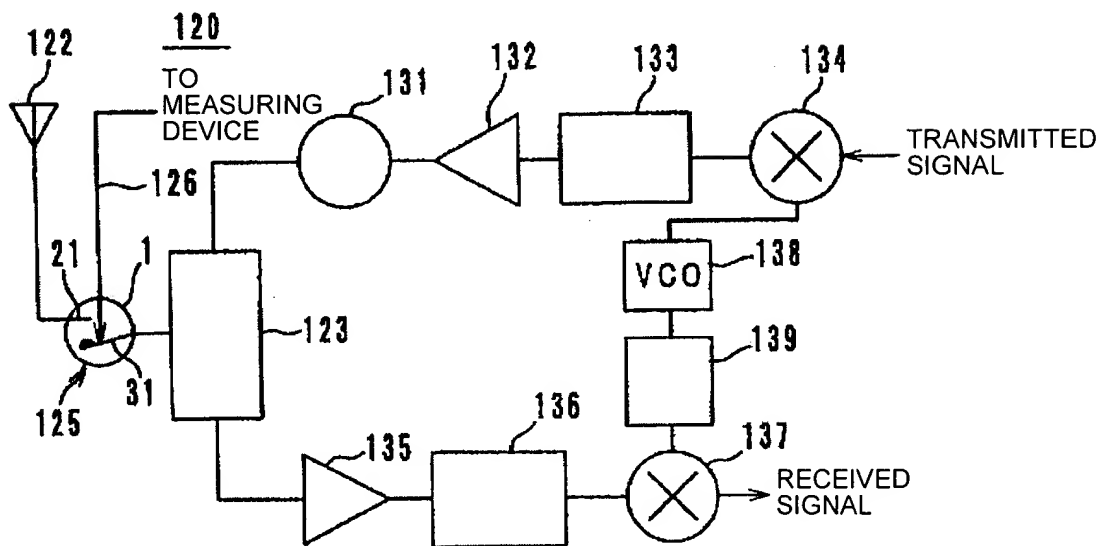 120
122
TO
MEASURING
DEVICE
126
131
132
133
134
TRANSMITTED
SIGNAL
21
1
31
125
123
VCO
138
139
135
136
137
RECEIVED
SIGNAL